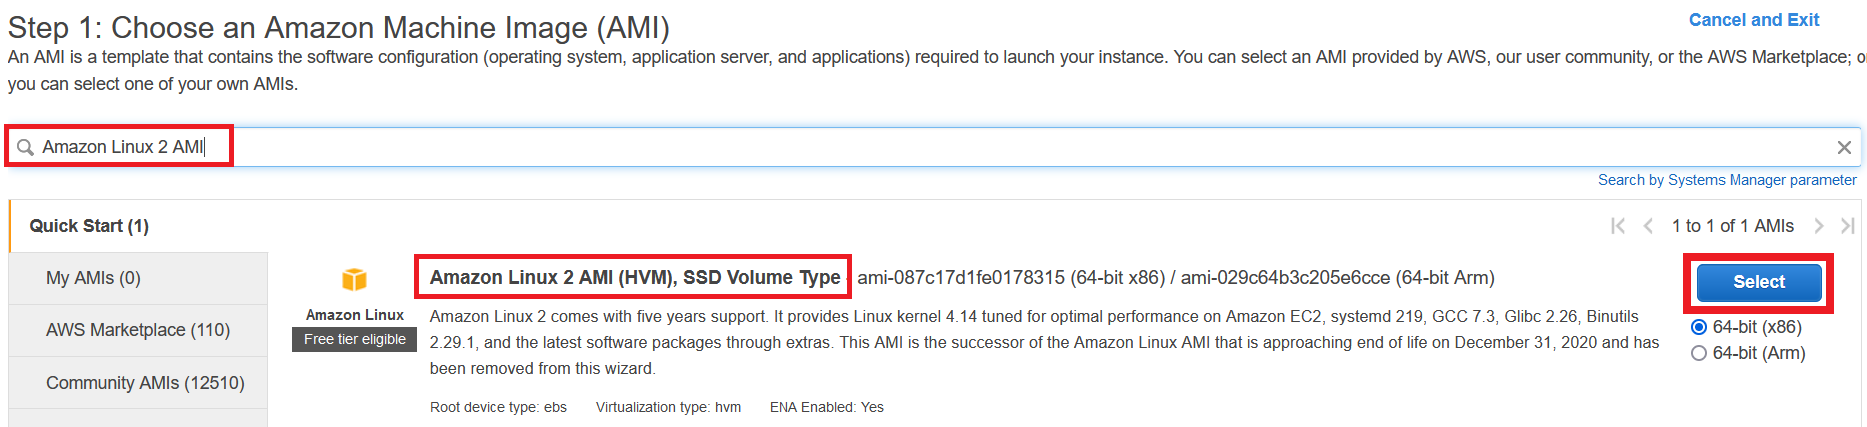 Step 1: Choose an Amazon Machine Image (AMI)
Cancel and Exit
An AMI is a template that contains the software configuration (operating system, application server, and applications) required to launch your instance. You can select an AMI provided by AWS, our user community, or the AWS Marketplace; or
you can select one of your own AMIs.
Amazon Linux 2 AMI
Search by Systems Manager parameter
Quick Start (1)
1 to 1 of 1 AMIs
My AMIs (0)
AWS Marketplace (110)
Community AMIs (12510)
Amazon Linux
Free tier eligible
Amazon Linux 2 AMI (HVM), SSD Volume Type - ami-087c17d1fe0178315 (64-bit x86) / ami-029c64b3c205e6cce (64-bit Arm)
Amazon Linux 2 comes with five years support. It provides Linux kernel 4.14 tuned for optimal performance on Amazon EC2, systemd 219, GCC 7.3, Glibc 2.26, Binutils
2.29.1, and the latest software packages through extras. This AMI is the successor of the Amazon Linux AMI that is approaching end of life on December 31, 2020 and has
been removed from this wizard.
Root device type: ebs Virtualization type: hvm ENA Enabled: Yes
Select
64-bit (x86)
64-bit (Arm)